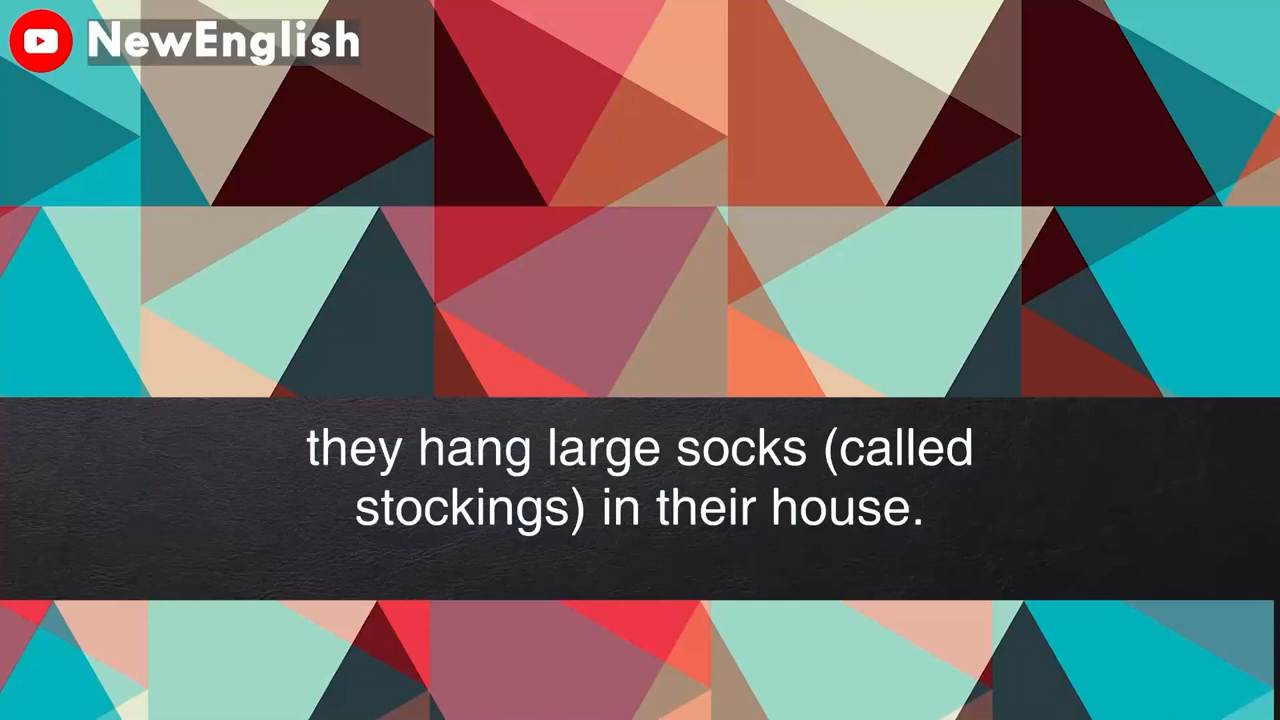 NewEnglish
they hang large socks (called
stockings) in their house.